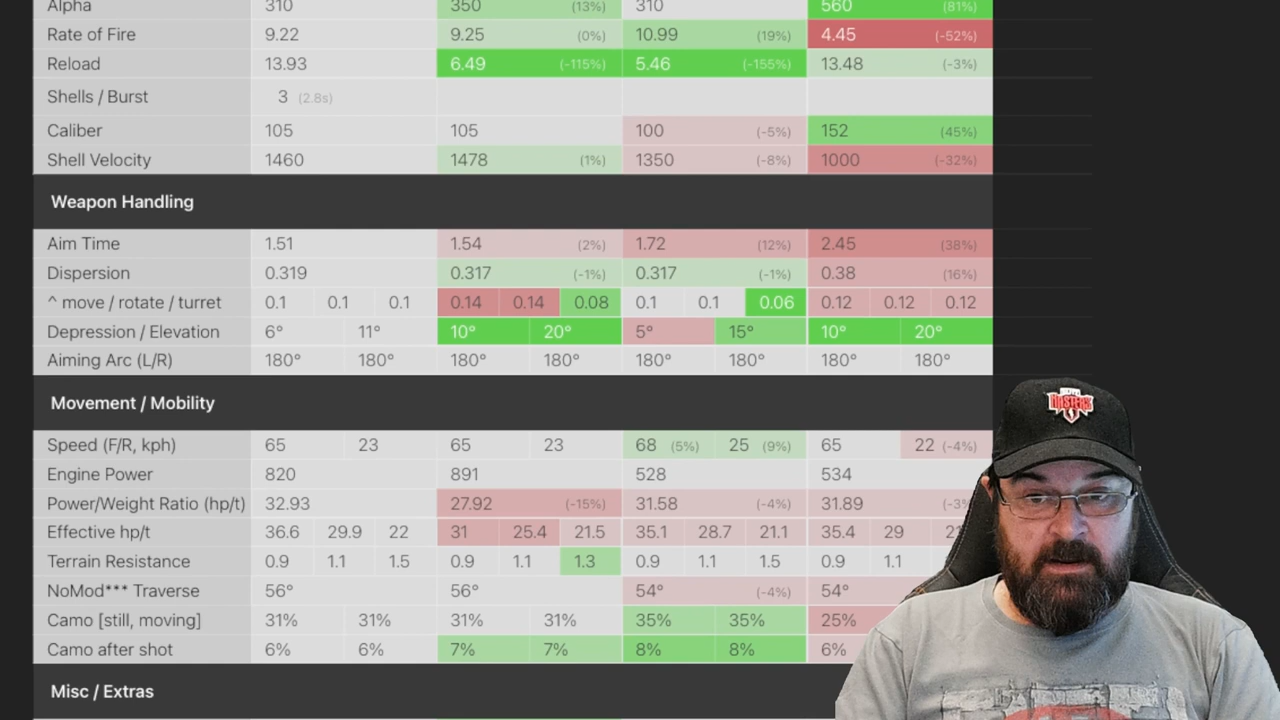 Alpha 310 350 (13%) 310 560 (81%)
Rate of Fire 9.22 9.25 (0%) 10.99 (19%) 4.45 (-52%)
Reload 13.93 6.49 (-115%) 5.46 (-155%) 13.48 (-3%)
Shells / Burst 3 (2.8s)
Caliber 105 105 100 (-5%) 152 (45%)
Shell Velocity 1460 1478 (1%) 1350 (-8%) 1000 (-32%)
Weapon Handling
Aim Time 1.51 1.54 (2%) 1.72 (12%) 2.45 (38%)
Dispersion 0.319 0.317 (-1%) 0.317 (-1%) 0.38 (16%)
^ move / rotate / turret 0.1 0.1 0.1 0.14 0.14 0.08 0.1 0.1 0.06 0.12 0.12 0.12
Depression / Elevation 6° 11° 10° 20° 5° 15° 10° 20°
Aiming Arc (L/R) 180° 180° 180° 180° 180° 180° 180° 180°
Movement / Mobility
Speed (F/R, kph) 65 23 65 23 68 (5%) 25 (9%) 65 22 (-4%)
Engine Power 820 891 528 534
Power/Weight Ratio (hp/t) 32.93 27.92 (-15%) 31.58 (-4%) 31.89
Effective hp/t 36.6 29.9 22 31 25.4 21.5 35.1 28.7 21.1 35.4 29
Terrain Resistance 0.9 1.1 1.5 0.9 1.1 1.3 0.9 1.1 1.5 0.9 1.1
NoMod*** Traverse 56° 56° 54° (-4%) 54°
Camo [still, moving] 31% 31% 31% 31% 35% 35% 25%
Camo after shot 6% 6% 7% 7% 8% 8% 6%
Misc / Extras
MASTERS